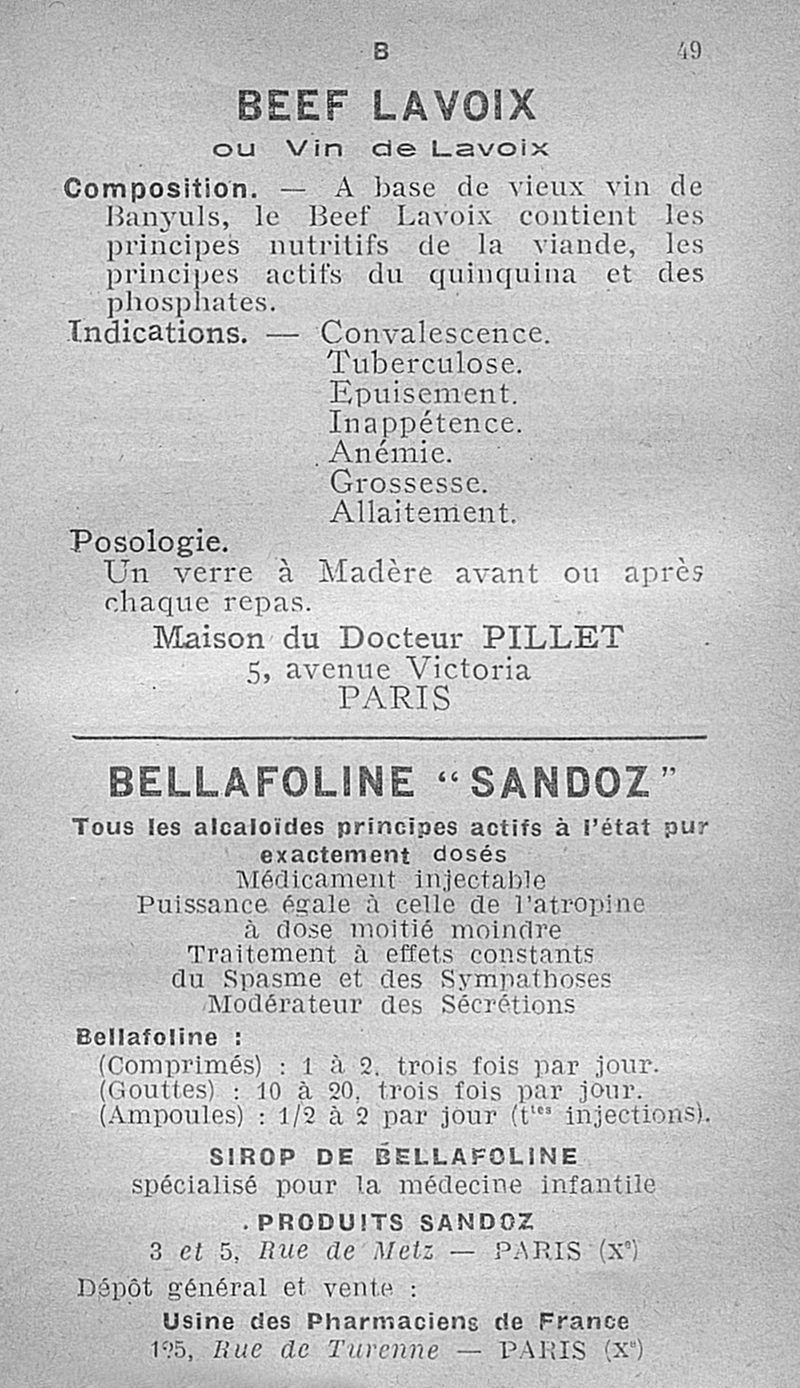 B 49
BEEF LAVOIX
ou Vin de Lavoix
Composition. — A base de vieux vin de
Banyuls, le Beef Lavoix contient les
principes nutritifs de la viande, les
principes actifs du quinquina et des
phosphates.
Indications. — Convalescence.
Tuberculose.
Epuisement.
Inappétence.
Anémie.
Grossesse.
Allaitement.
Posologie.
Un verre à Madère avant ou après
chaque repas.
Maison du Docteur PILLET
5, avenue Victoria
PARIS
BELLAFOLINE “SANDOZ”
Tous les alcaloïdes principes actifs à l'état pur
exactement dosés
Médicament injectable
Puissance égale à celle de l'atropine
à dose moitié moindre
Traitement à effets constants
du Spasme et des Sympathoses
Modérateur des Sécrétions
Bellafoline :
(Comprimés) : 1 à 2, trois fois par jour.
(Gouttes) : 10 à 20, trois fois par jour.
(Ampoules) : 1/2 à 2 par jour (tˡᵉˢ injections).
SIROP DE BELLAFOLINE
spécialisé pour la médecine infantile
PRODUITS SANDOZ
3 et 5, Rue de Metz — PARIS (Xᵉ)
Dépôt général et vente :
Usine des Pharmaciens de France
125, Rue de Turenne — PARIS (Xᵉ)